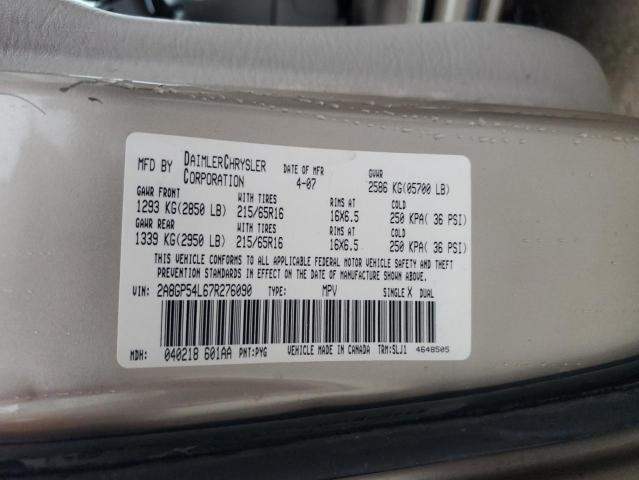 MFD BY DAIMLERCHRYSLER CORPORATION DATE OF MFR 4-07 GVWR 2586 KG(05700 LB)
GAWR FRONT WITH TIRES RIMS AT COLD
1293 KG(2850 LB) 215/65R16 16X6.5 250 KPA( 36 PSI)
GAWR REAR WITH TIRES RIMS AT COLD
1339 KG(2950 LB) 215/65R16 16X6.5 250 KPA( 36 PSI)
THIS VEHICLE CONFORMS TO ALL APPLICABLE FEDERAL MOTOR VEHICLE SAFETY AND THEFT
PREVENTION STANDARDS IN EFFECT ON THE DATE OF MANUFACTURE SHOWN ABOVE.
VIN: 2A8GP54L67R276090 TYPE: MPV SINGLE X DUAL
MDH: 040218 601AA PNT:PYG VEHICLE MADE IN CANADA TRM:SLJ1 4648505